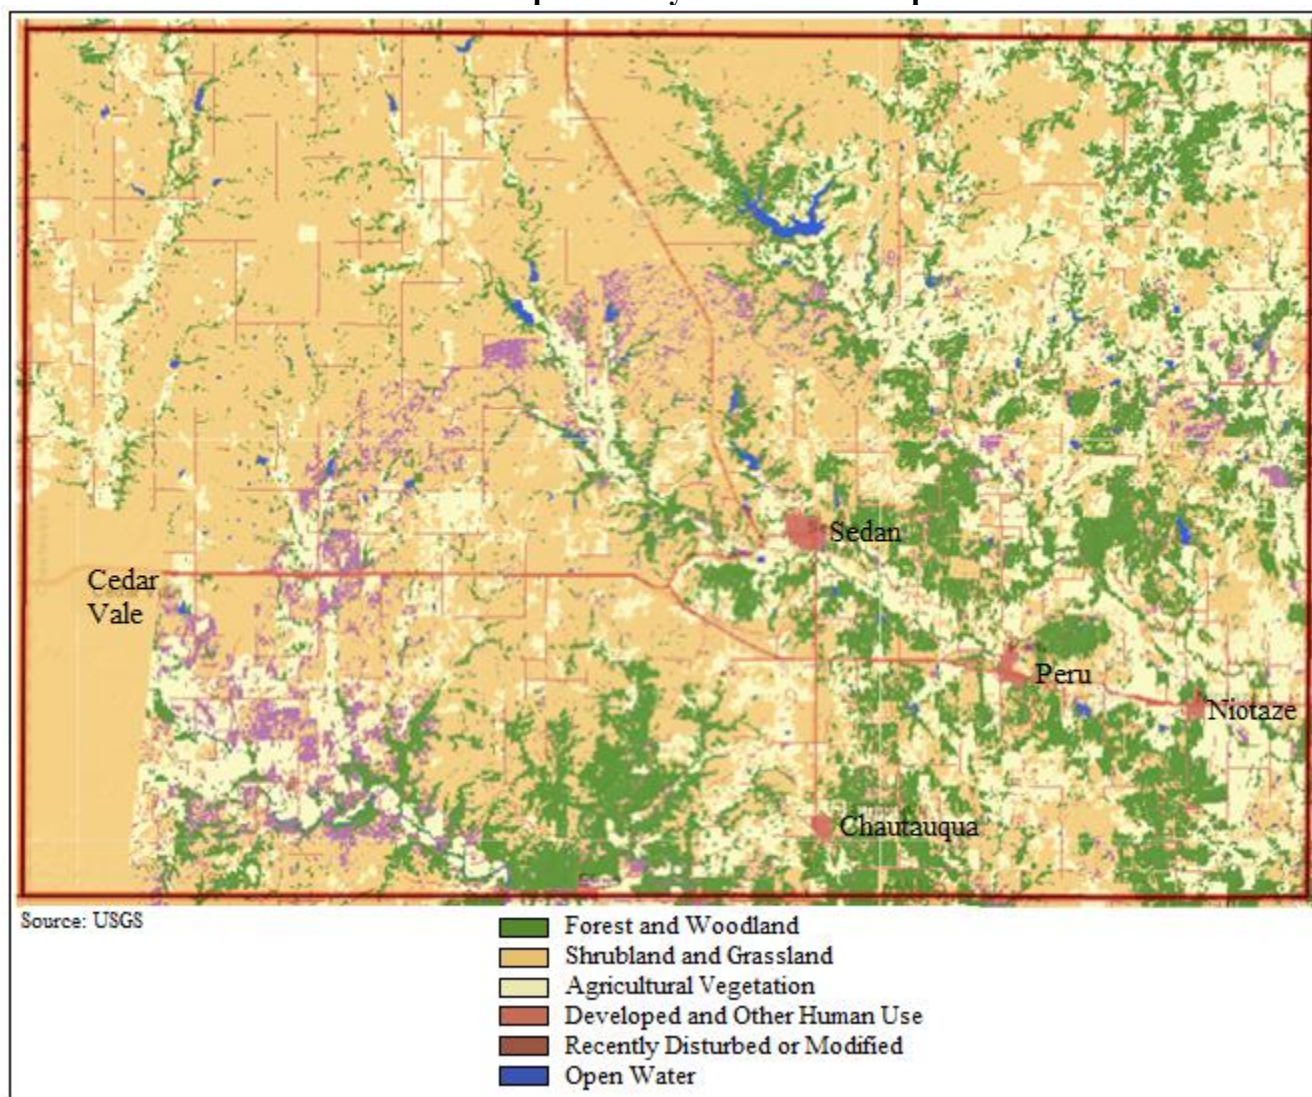 Cedar
Vale
Sedan
Peru
Niotaze
Chautauqua
Source: USGS
Forest and Woodland
Shrubland and Grassland
Agricultural Vegetation
Developed and Other Human Use
Recently Disturbed or Modified
Open Water